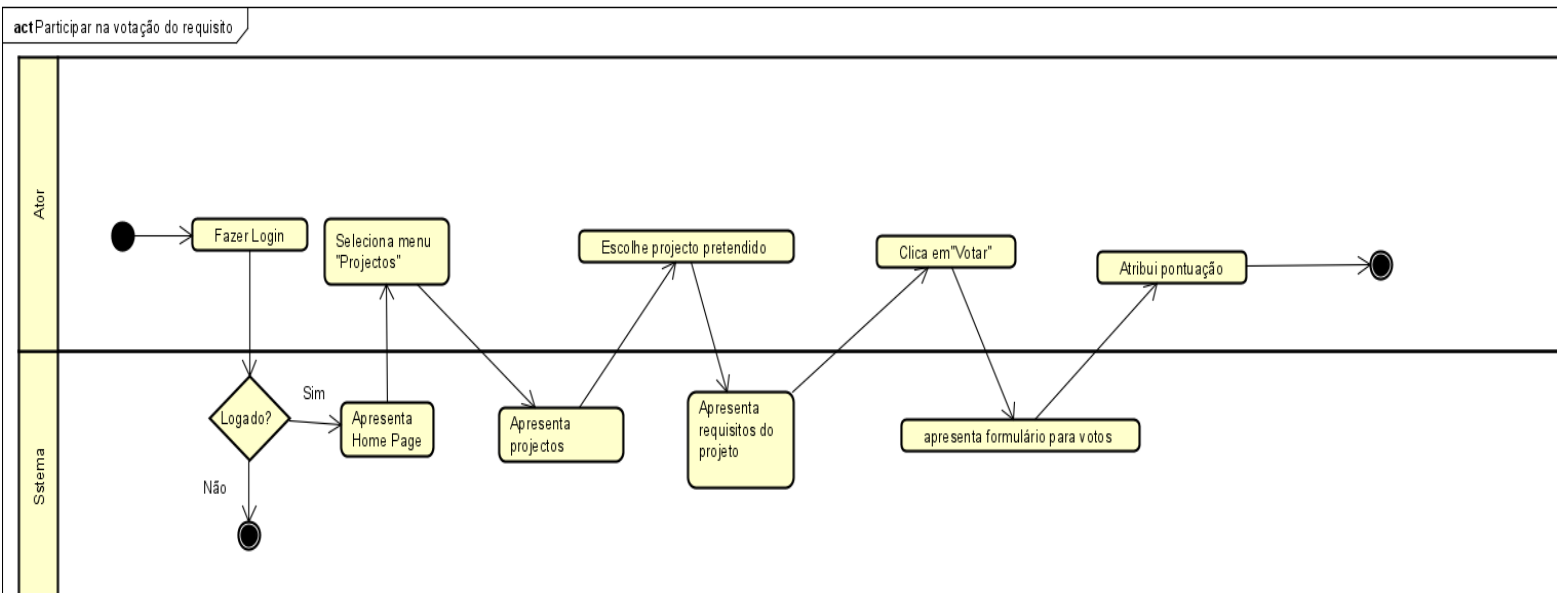 act Participar na votação do requisito
Ator
Fazer Login
Seleciona menu
"Projectos"
Escolhe projecto pretendido
Clica em"Votar"
Atribui pontuação
Sstema
Logado?
Sim
Não
Apresenta
Home Page
Apresenta
projectos
Apresenta
requisitos do
projeto
apresenta formulário para votos